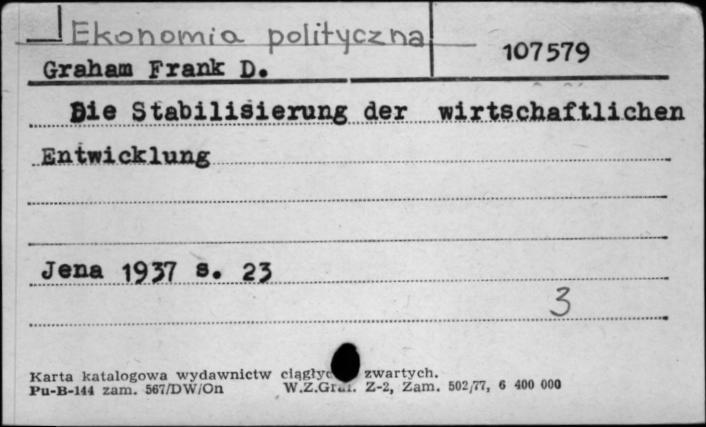 Ekonomia polityczna
107579
Graham Frank D.
Die Stabilisierung der wirtschaftlichen
Entwicklung
Jena 1937 s. 23
3
Karta katalogowa wydawnictw zwartych.
Pu-B-144 zam. 567/DW/On W.Z.Graf. Z-2, Zam. 502/77, 6 400 000